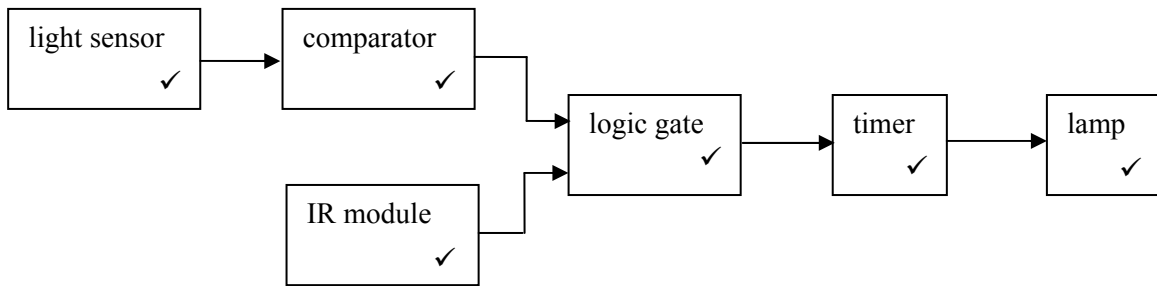 light sensor
✓
comparator
✓
logic gate
✓
timer
✓
lamp
✓
IR module
✓